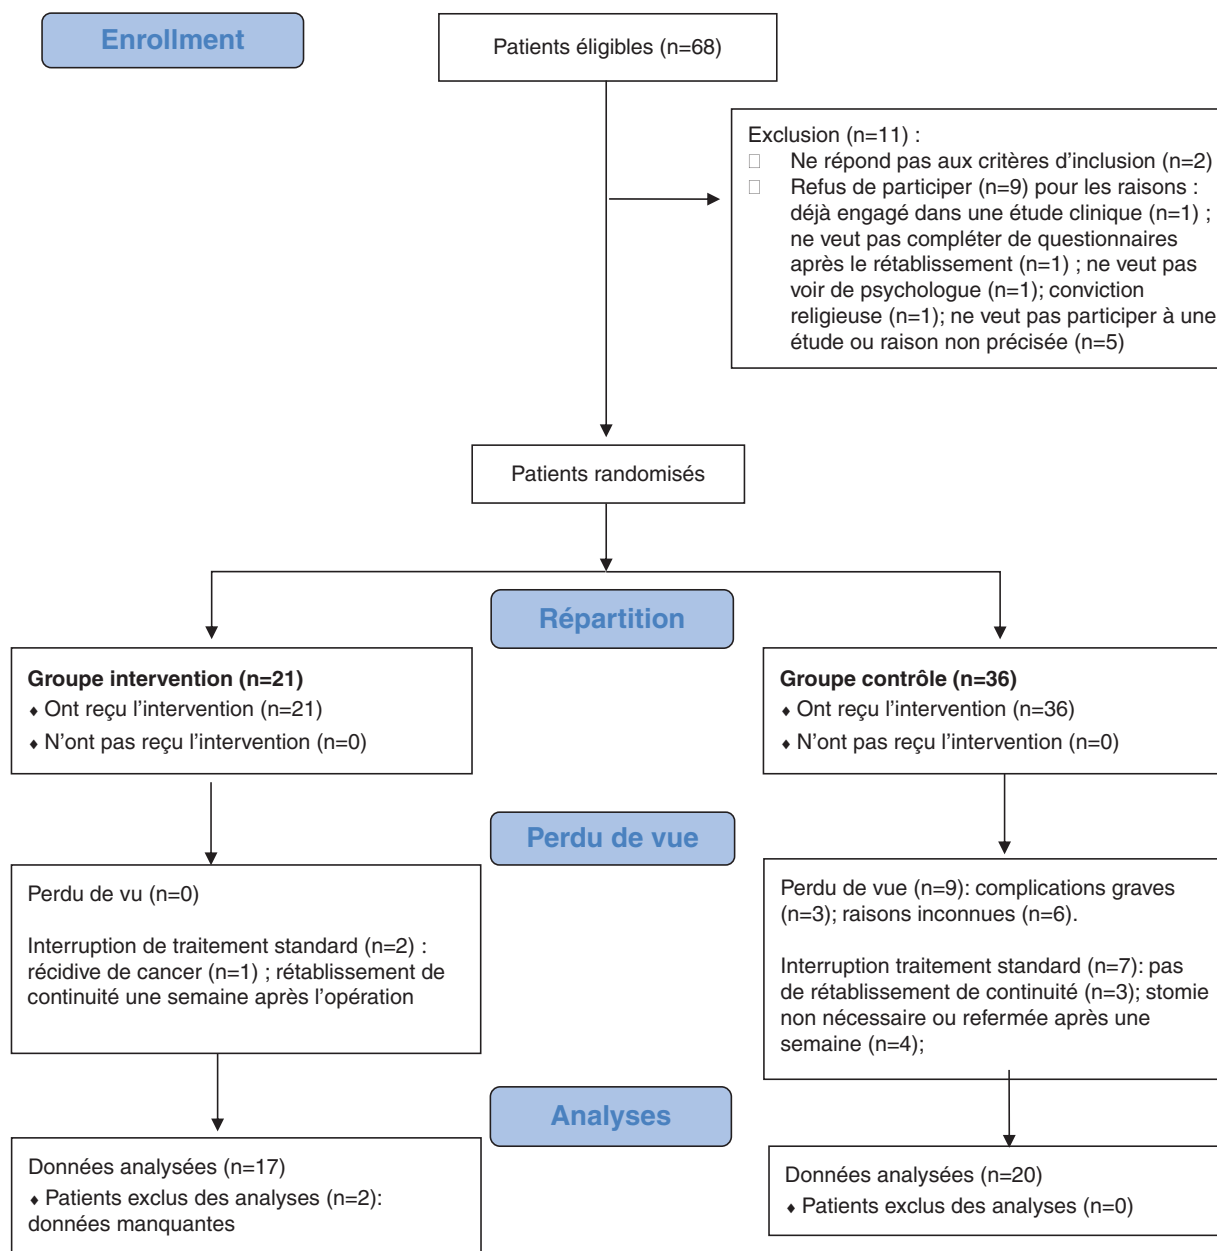 Enrollment
Patients éligibles (n=68)
Exclusion (n=11) :
Ne répond pas aux critères d'inclusion (n=2)
Refus de participer (n=9) pour les raisons :
déjà engagé dans une étude clinique (n=1) ;
ne veut pas compléter de questionnaires
après le rétablissement (n=1) ; ne veut pas
voir de psychologue (n=1); conviction
religieuse (n=1); ne veut pas participer à une
étude ou raison non précisée (n=5)
Patients randomisés
Répartition
Groupe intervention (n=21)
♦ Ont reçu l'intervention (n=21)
♦ N'ont pas reçu l'intervention (n=0)
Groupe contrôle (n=36)
♦ Ont reçu l'intervention (n=36)
♦ N'ont pas reçu l'intervention (n=0)
Perdu de vue
Perdu de vu (n=0)
Interruption de traitement standard (n=2) :
récidive de cancer (n=1) ; rétablissement de
continuité une semaine après l'opération
Perdu de vue (n=9): complications graves
(n=3); raisons inconnues (n=6).
Interruption traitement standard (n=7): pas
de rétablissement de continuité (n=3); stomie
non nécessaire ou refermée après une
semaine (n=4);
Analyses
Données analysées (n=17)
♦ Patients exclus des analyses (n=2):
données manquantes
Données analysées (n=20)
♦ Patients exclus des analyses (n=0)